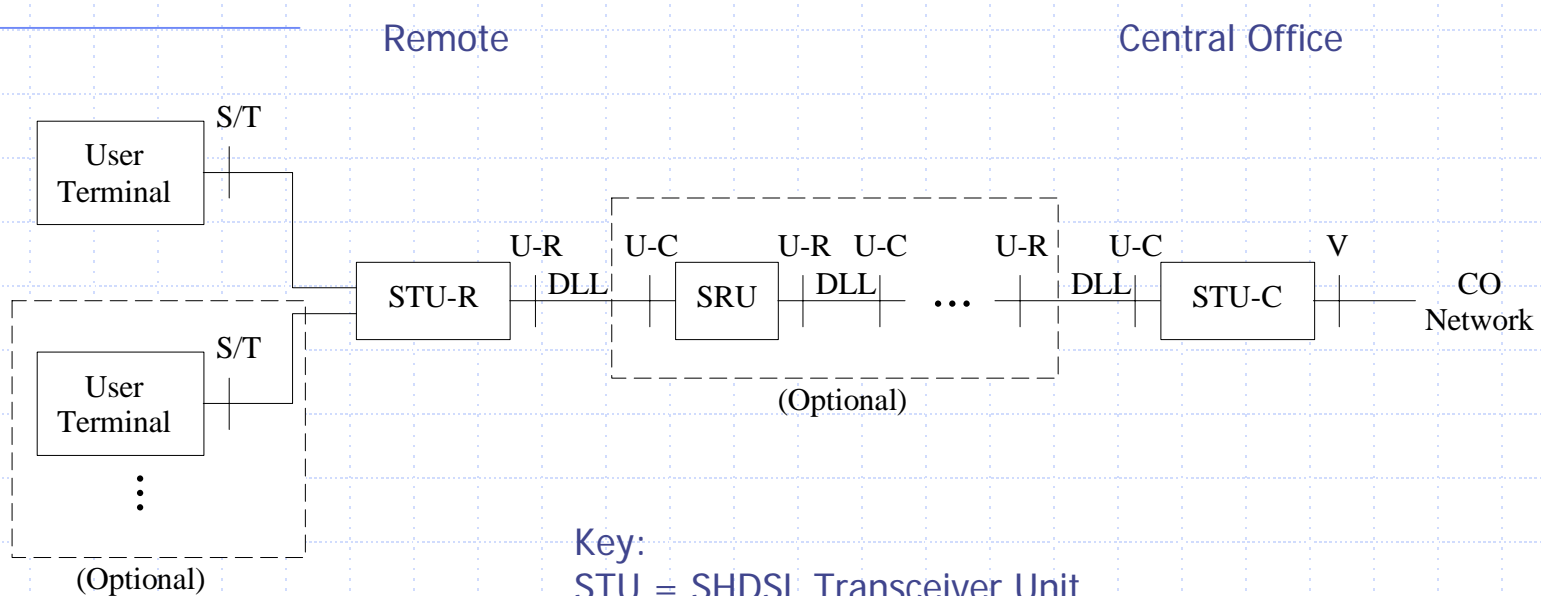 Remote
Central Office
S/T
User
Terminal
U-R
U-C
U-R
U-C
U-R
U-C
V
STU-R
DLL
SRU
DLL
...
DLL
STU-C
CO
Network
S/T
User
Terminal
(Optional)
(Optional)
Key:
STU = SHDSL Transceiver Unit